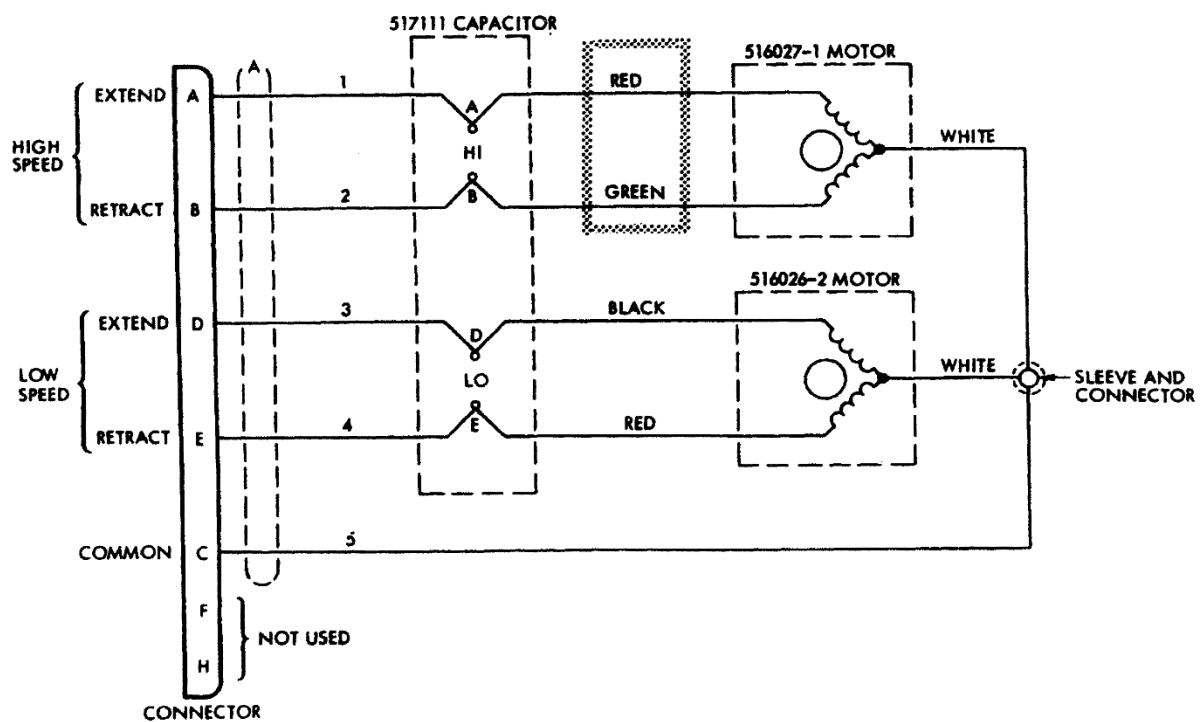 517111 CAPACITOR
516027-1 MOTOR
A
HIGH
SPEED
EXTEND
A
1
A
RED
HI
WHITE
RETRACT
B
2
B
GREEN
516026-2 MOTOR
LOW
SPEED
EXTEND
D
3
D
BLACK
LO
WHITE
SLEEVE AND
CONNECTOR
RETRACT
E
4
E
RED
COMMON
C
5
F
H
NOT USED
CONNECTOR